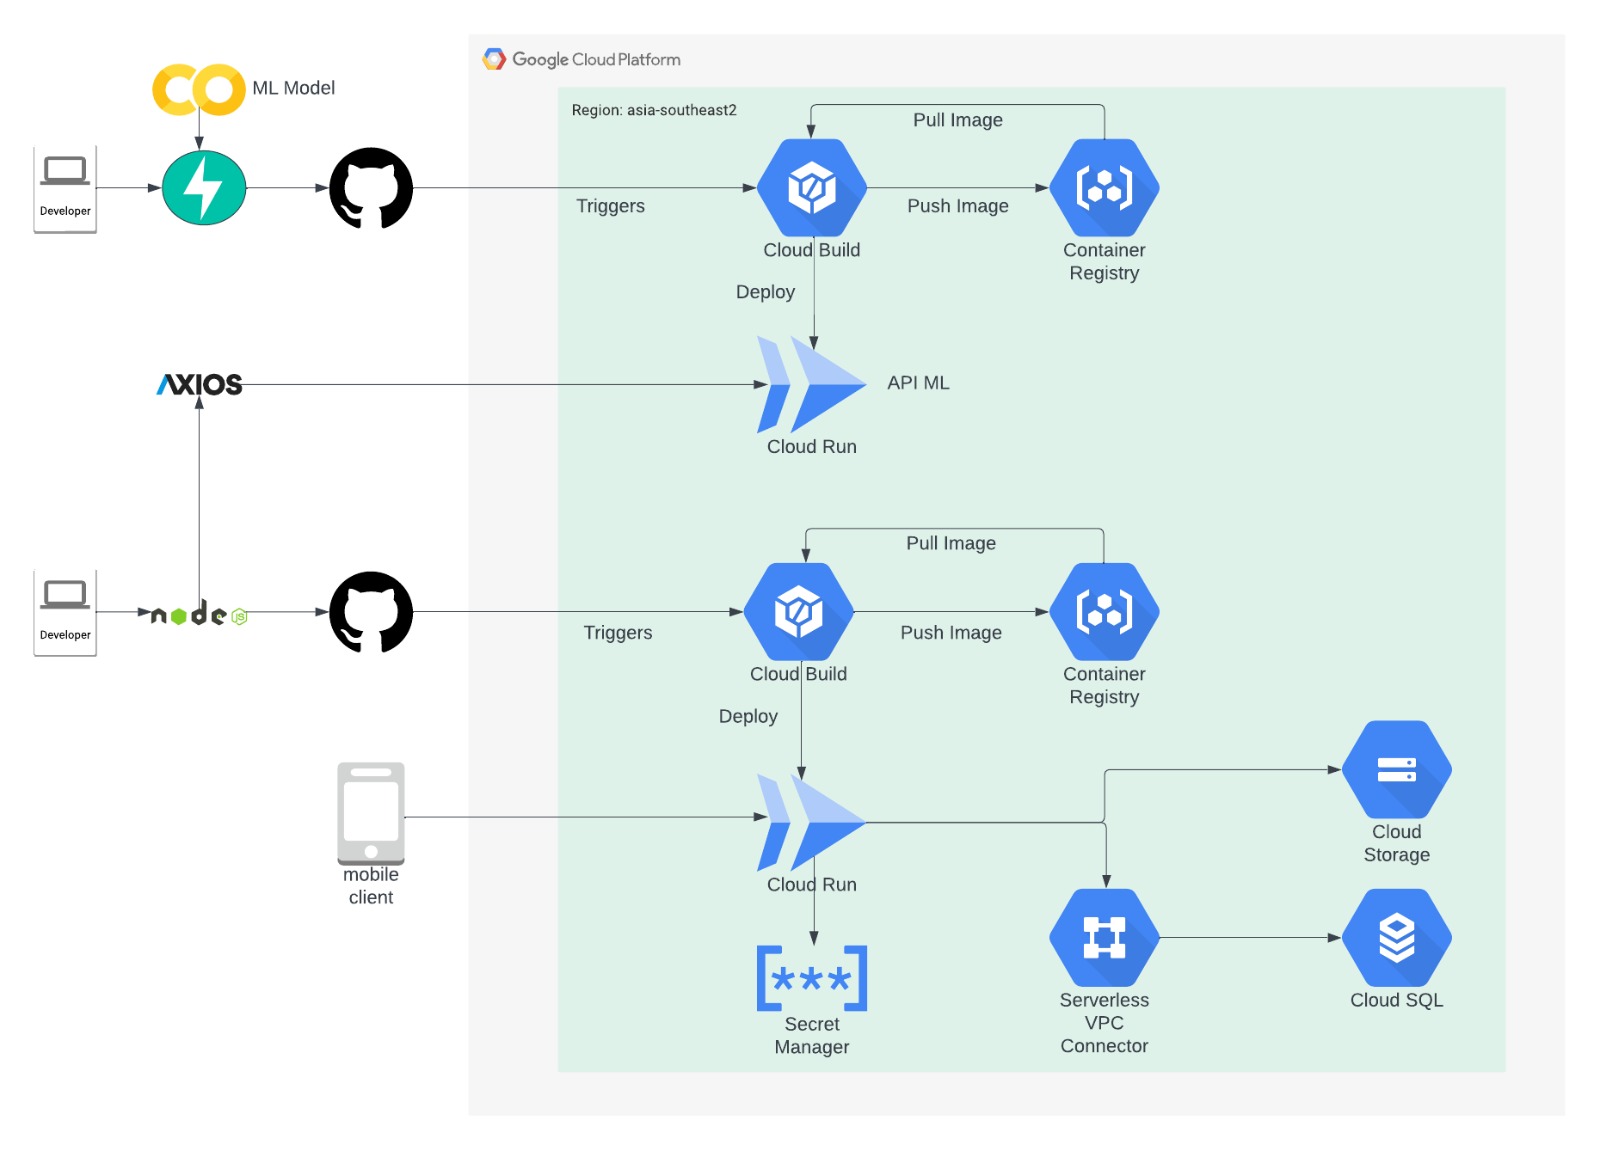 Google Cloud Platform
ML Model
Region: asia-southeast2
Pull Image
Developer
Triggers
Push Image
Cloud Build
Container
Registry
Deploy
AXIOS
API ML
Cloud Run
Pull Image
Developer
node
JS
Triggers
Push Image
Cloud Build
Container
Registry
Deploy
mobile
client
Cloud Run
Cloud
Storage
[***]
Secret
Manager
Serverless
VPC
Connector
Cloud SQL